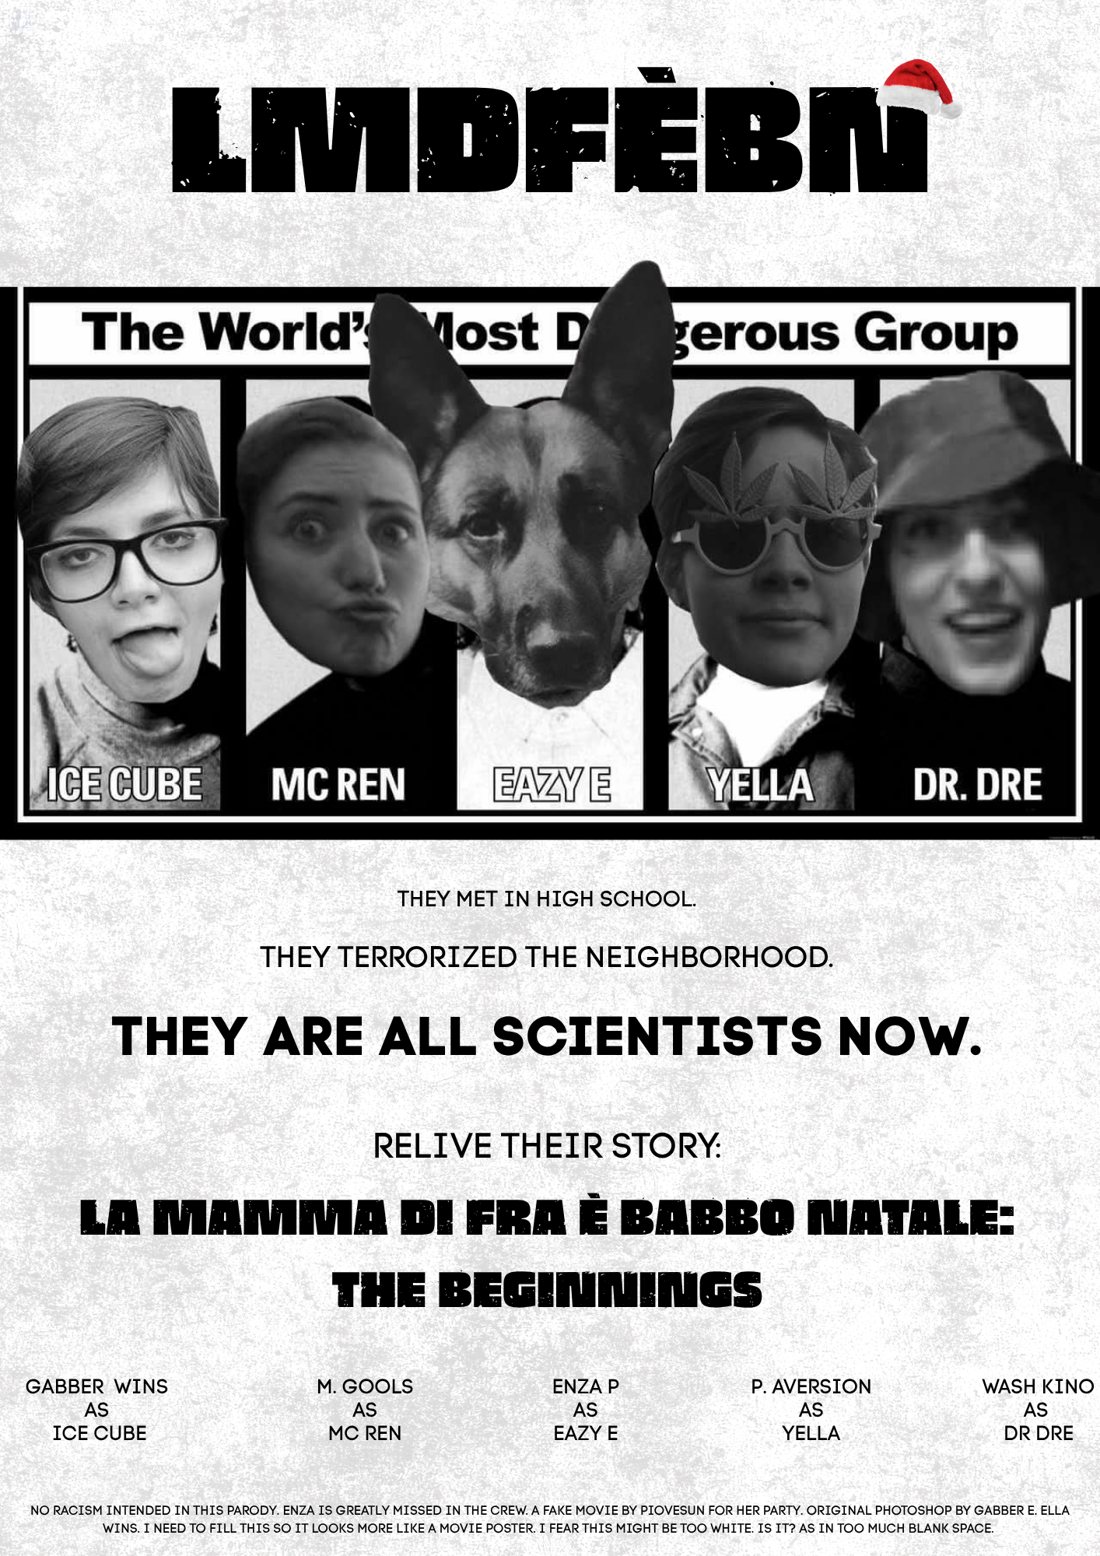 LMDFÈBN
The World's Most D gerous Group
ICE CUBE
MC REN
EAZY E
YELLA
DR. DRE
THEY MET IN HIGH SCHOOL.
THEY TERRORIZED THE NEIGHBORHOOD.
THEY ARE ALL SCIENTISTS NOW.
RELIVE THEIR STORY:
LA MAMMA DI FRA È BABBO NATALE:
THE BEGINNINGS
GABBER WINS
AS
ICE CUBE
M. GOOLS
AS
MC REN
ENZA P
AS
EAZY E
P. AVERSION
AS
YELLA
WASH KINO
AS
DR DRE
NO RACISM INTENDED IN THIS PARODY. ENZA IS GREATLY MISSED IN THE CREW. A FAKE MOVIE BY PIOVESUN FOR HER PARTY. ORIGINAL PHOTOSHOP BY GABBER E. ELLA
WINS. I NEED TO FILL THIS SO IT LOOKS MORE LIKE A MOVIE POSTER. I FEAR THIS MIGHT BE TOO WHITE. IS IT? AS IN TOO MUCH BLANK SPACE.